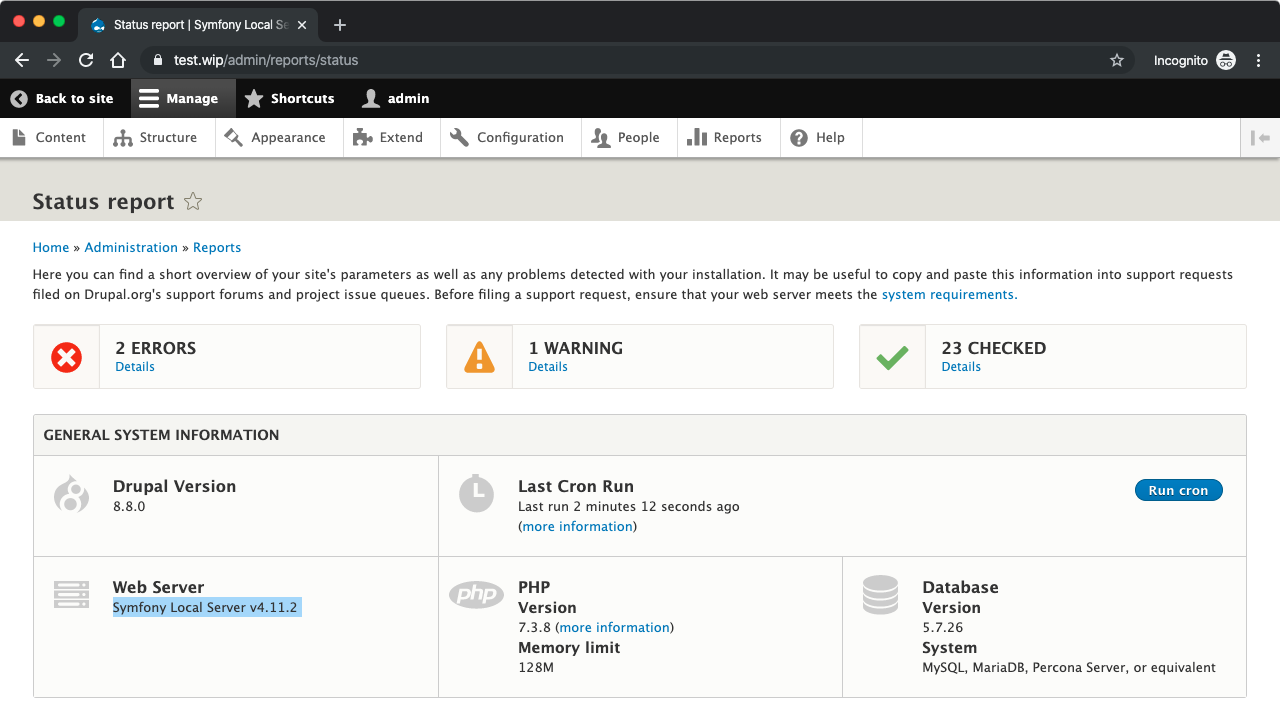 Status report | Symfony Local Se
test.wip/admin/reports/status
Incognito
Back to site
Manage
Shortcuts
admin
Content
Structure
Appearance
Extend
Configuration
People
Reports
Help
Status report
Home » Administration » Reports
Here you can find a short overview of your site's parameters as well as any problems detected with your installation. It may be useful to copy and paste this information into support requests
filed on Drupal.org's support forums and project issue queues. Before filing a support request, ensure that your web server meets the system requirements.
2 ERRORS
Details
1 WARNING
Details
23 CHECKED
Details
GENERAL SYSTEM INFORMATION
Drupal Version
8.8.0
Last Cron Run
Last run 2 minutes 12 seconds ago
(more information)
Run cron
Web Server
Symfony Local Server v4.11.2
php
PHP
Version
7.3.8 (more information)
Memory limit
128M
Database
Version
5.7.26
System
MySQL, MariaDB, Percona Server, or equivalent